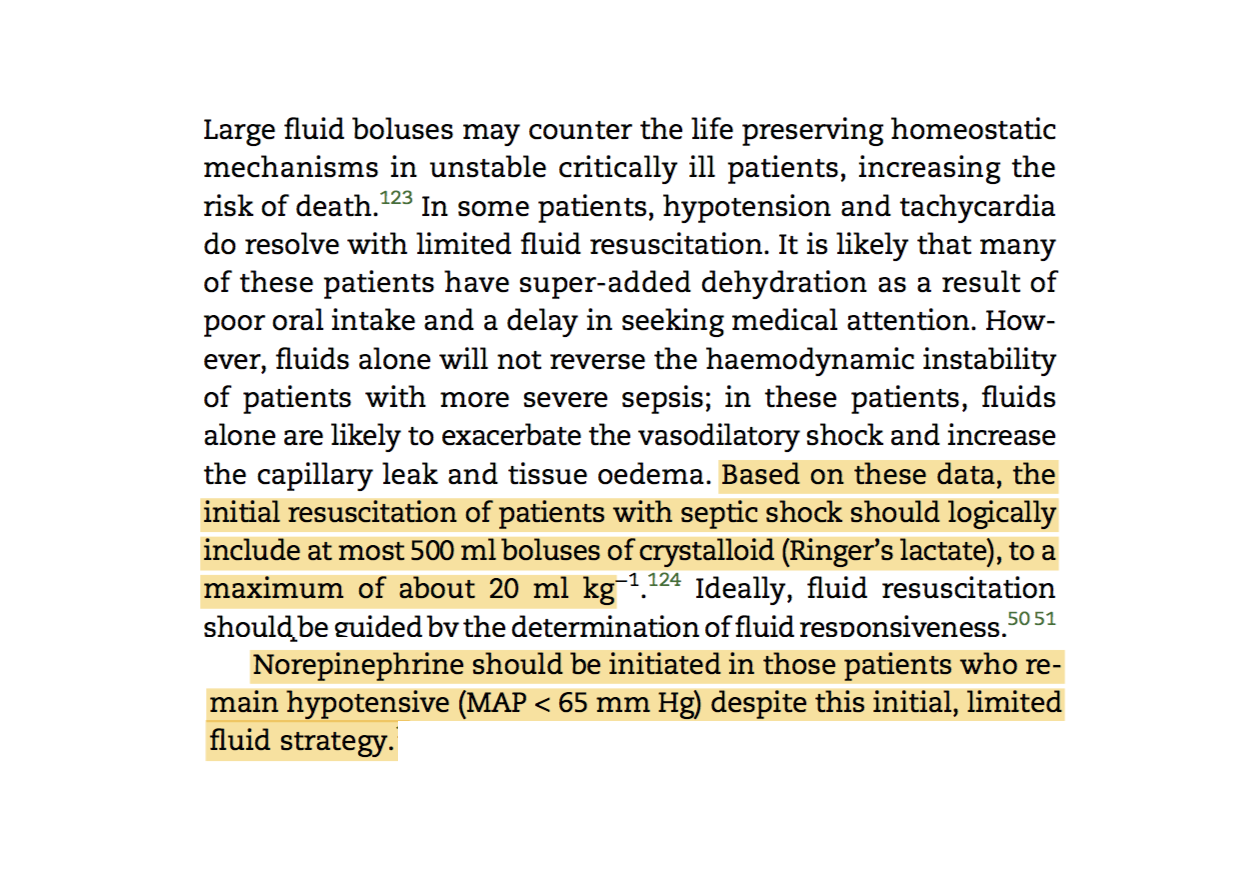 Large fluid boluses may counter the life preserving homeostatic
mechanisms in unstable critically ill patients, increasing the
risk of death.123 In some patients, hypotension and tachycardia
do resolve with limited fluid resuscitation. It is likely that many
of these patients have super-added dehydration as a result of
poor oral intake and a delay in seeking medical attention. How-
ever, fluids alone will not reverse the haemodynamic instability
of patients with more severe sepsis; in these patients, fluids
alone are likely to exacerbate the vasodilatory shock and increase
the capillary leak and tissue oedema. Based on these data, the
initial resuscitation of patients with septic shock should logically
include at most 500 ml boluses of crystalloid (Ringer’s lactate), to a
maximum of about 20 ml kg−1.124 Ideally, fluid resuscitation
should be guided by the determination of fluid responsiveness.50 51
Norepinephrine should be initiated in those patients who re-
main hypotensive (MAP < 65 mm Hg) despite this initial, limited
fluid strategy.